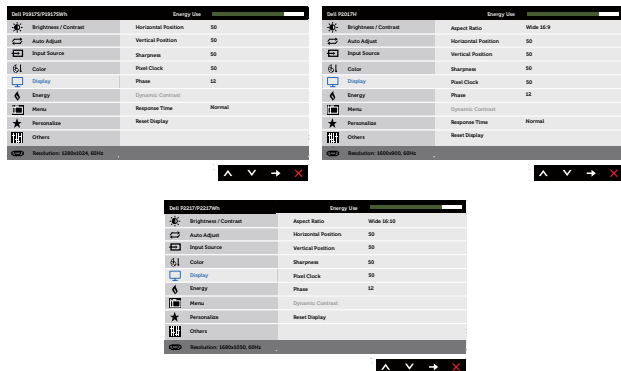 Dell P1917S/P1917SWh Energy Use
Brightness / Contrast Horizontal Position 50
Auto Adjust Vertical Position 50
Input Source Sharpness 50
Color Pixel Clock 50
Display Phase 12
Energy Dynamic Contrast
Menu Response Time Normal
Personalize Reset Display
Others
Resolution: 1280x1024, 60Hz
Dell P2017H Energy Use
Brightness / Contrast Aspect Ratio Wide 16:9
Auto Adjust Horizontal Position 50
Input Source Vertical Position 50
Color Sharpness 50
Display Pixel Clock 50
Energy Phase 12
Menu Dynamic Contrast
Personalize Response Time Normal
Others Reset Display
Resolution: 1600x900, 60Hz
Dell P2217/P2217Wh Energy Use
Brightness / Contrast Aspect Ratio Wide 16:10
Auto Adjust Horizontal Position 50
Input Source Vertical Position 50
Color Sharpness 50
Display Pixel Clock 50
Energy Phase 12
Menu Dynamic Contrast
Personalize Reset Display
Others
Resolution: 1680x1050, 60Hz